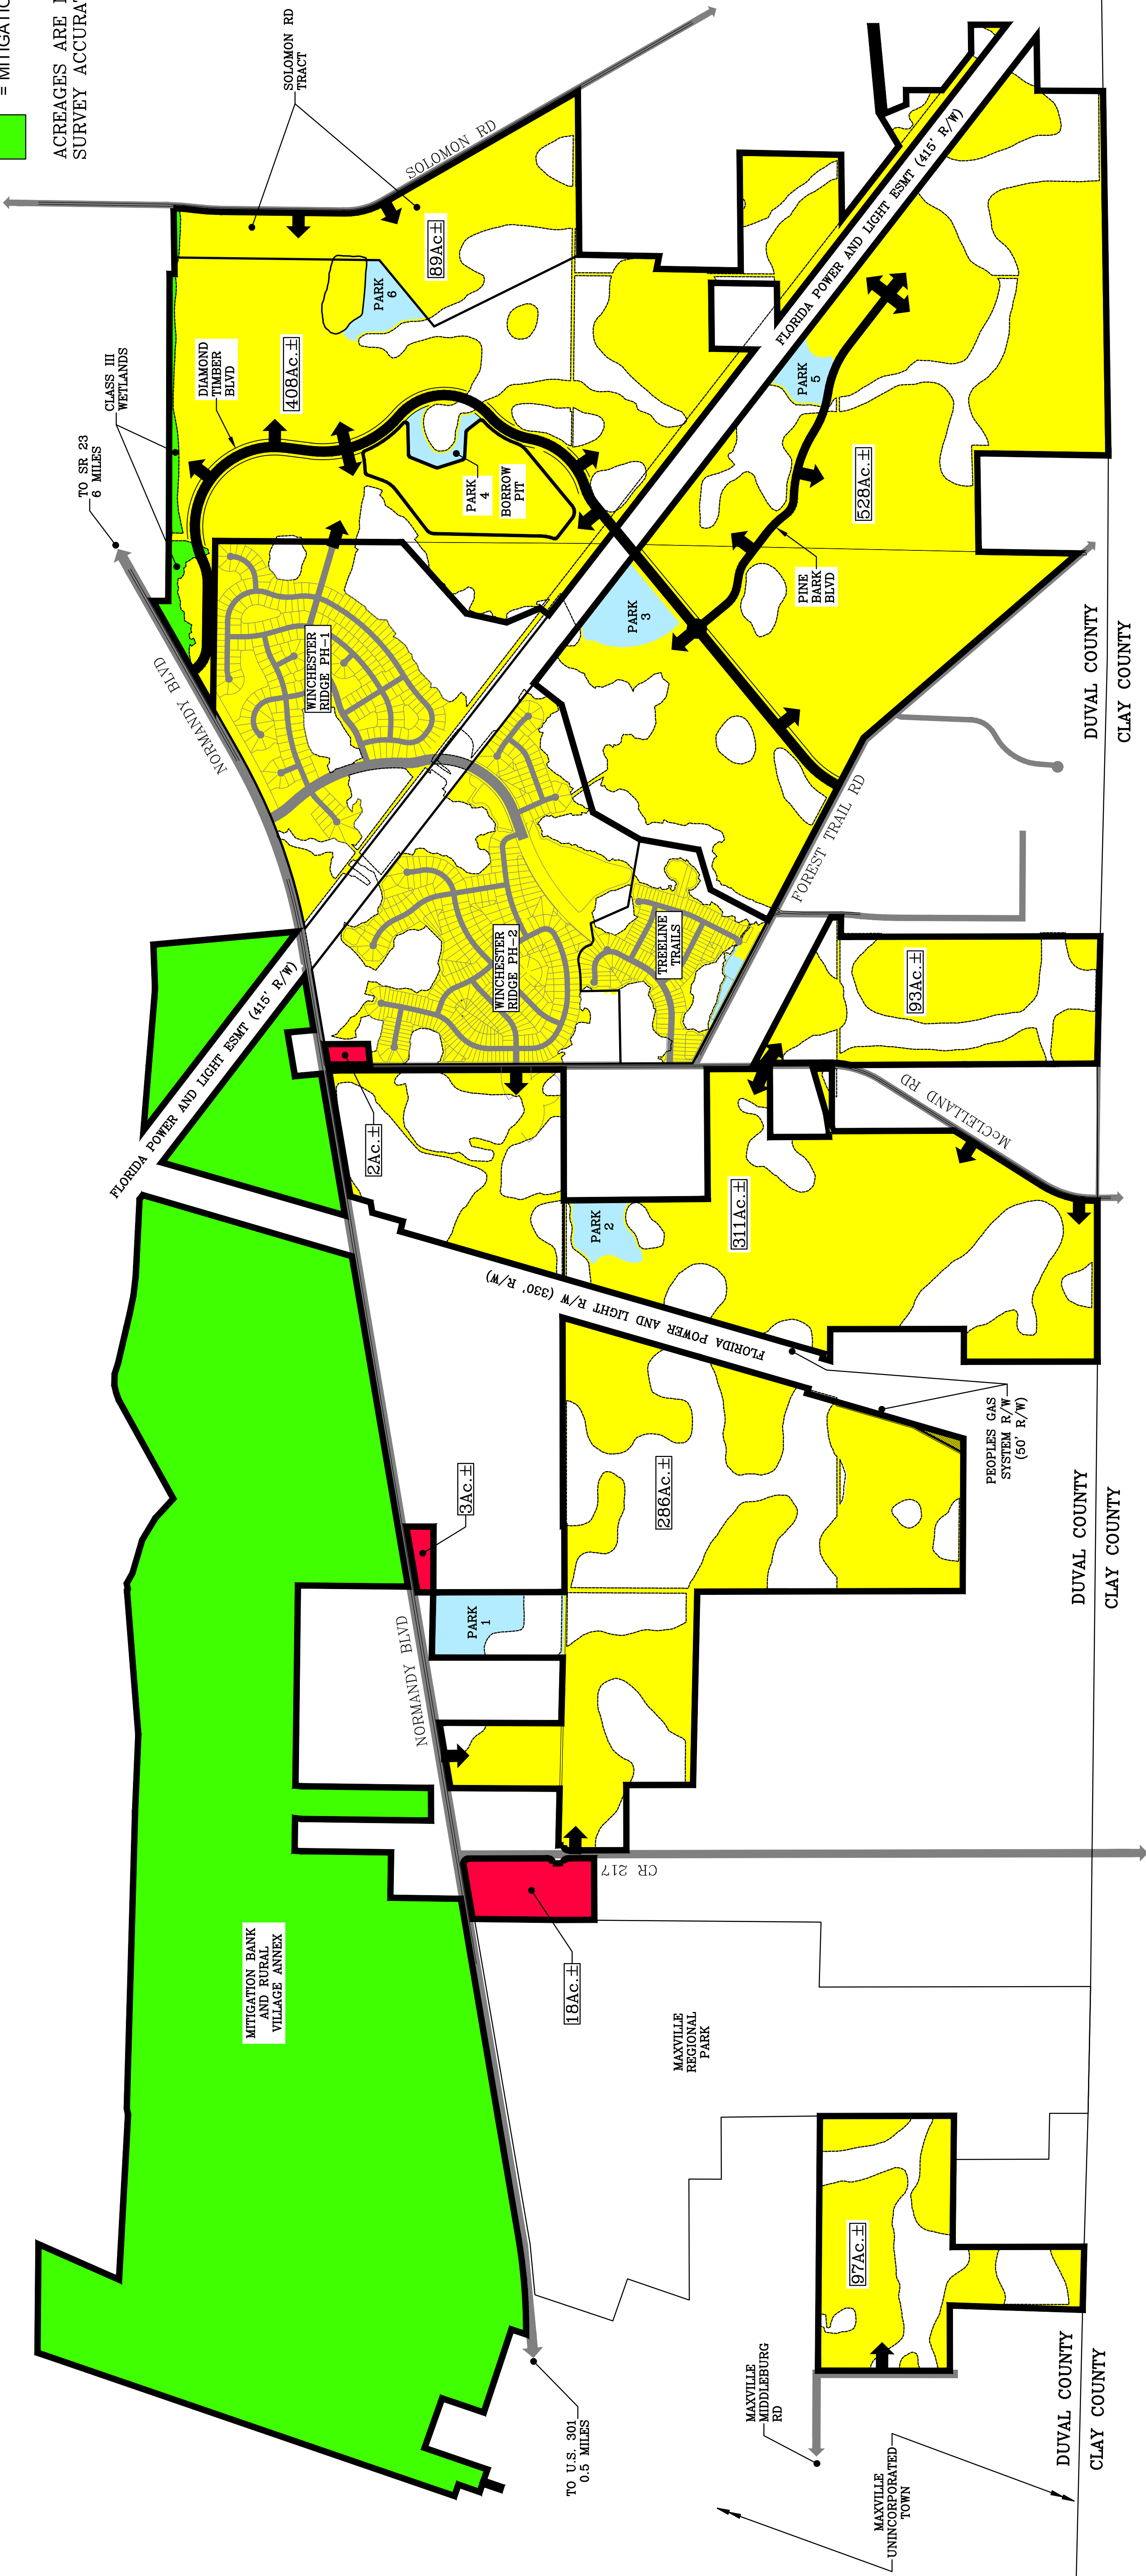 = MITIGATIO
ACREAGES ARE
SURVEY ACCURAT
SOLOMON RD
TRACT
SOLOMON RD
CLASS III
WETLANDS
TO SR 23
6 MILES
DIAMOND
TIMBER
BLVD
408Ac.±
89Ac±
PARK
6
PARK
4
BORROW
PIT
FLORIDA POWER AND LIGHT ESMT (415' R/W)
PARK
5
528Ac.±
PINE
BARK
BLVD
PARK
3
NORMANDY BLVD
WINCHESTER
RIDGE PH-1
WINCHESTER
RIDGE PH-2
TREELINE
TRAILS
FOREST TRAIL RD
DUVAL COUNTY
CLAY COUNTY
FLORIDA POWER AND LIGHT ESMT (415' R/W)
2Ac.±
93Ac.±
McCLELLAND RD
311Ac.±
PARK
2
FLORIDA POWER AND LIGHT R/W (330' R/W)
PEOPLES GAS
SYSTEM R/W
(50' R/W)
286Ac.±
3Ac.±
PARK
1
NORMANDY BLVD
DUVAL COUNTY
CLAY COUNTY
CR 217
18Ac.±
MITIGATION BANK
AND RURAL
VILLAGE ANNEX
MAXVILLE
REGIONAL
PARK
97Ac.±
TO U.S. 301
0.5 MILES
MAXVILLE
MIDDLEBURG
RD
MAXVILLE
UNINCORPORATED
TOWN
DUVAL COUNTY
CLAY COUNTY